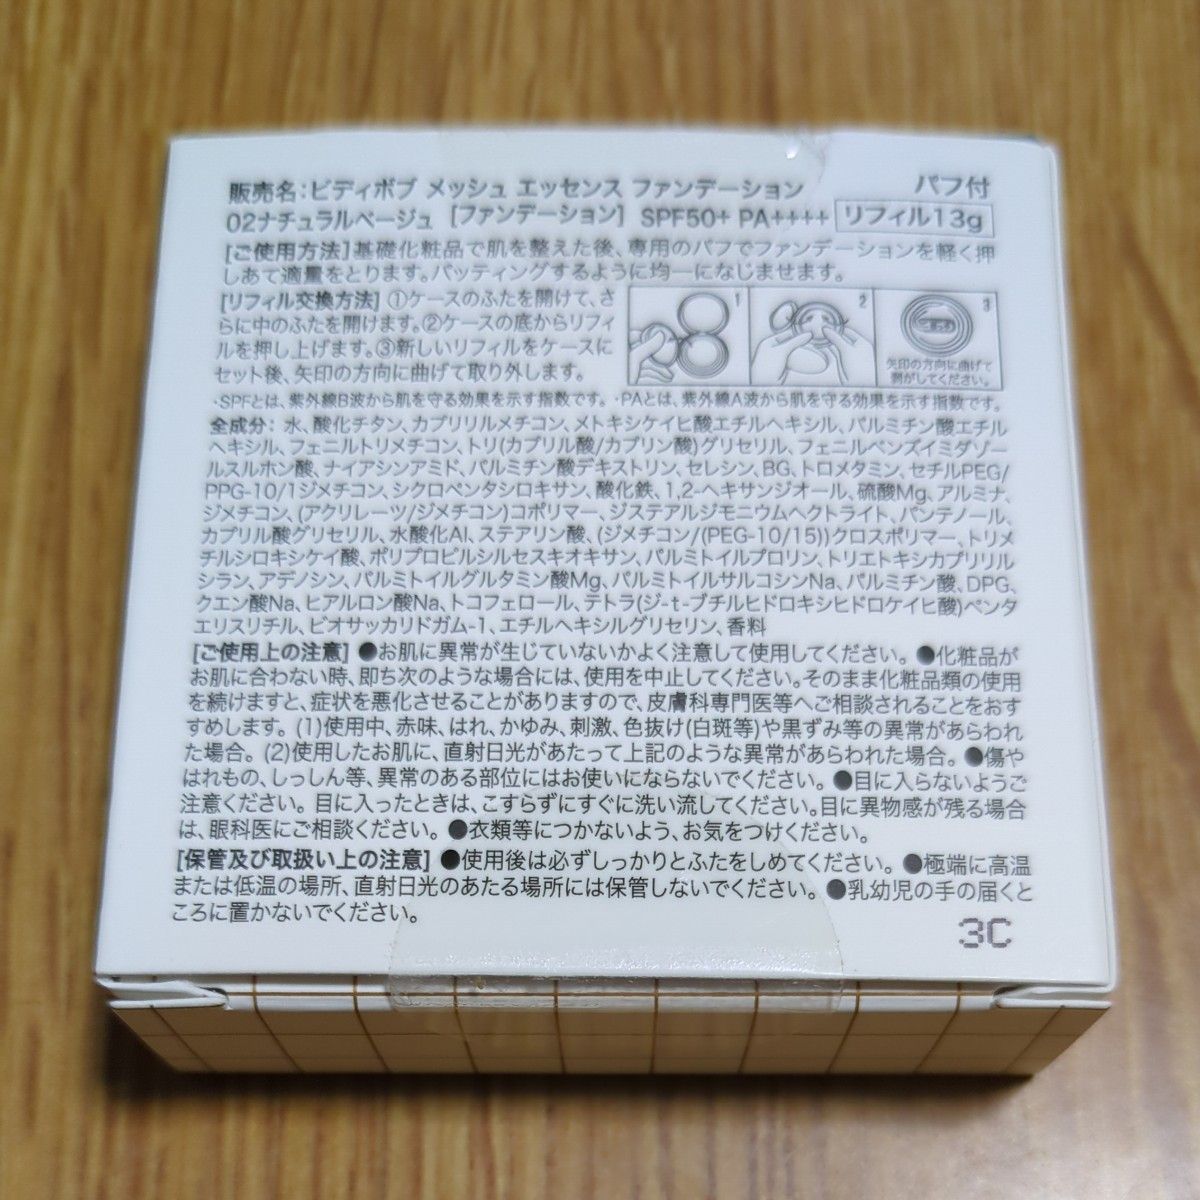 販売名:ビディボブ メッシュ エッセンス ファンデーション パフ付
02ナチュラルベージュ [ファンデーション] SPF50+ PA++++ リフィル13g
[ご使用方法]基礎化粧品で肌を整えた後、専用のパフでファンデーションを軽く押
しあて適量をとります。パッティングするように均一になじませます。
[リフィル交換方法] ①ケースのふたを開けて、さ
らに中のふたを開けます。②ケースの底からリフィ
ルを押し上げます。③新しいリフィルをケースに
セット後、矢印の方向に曲げて取り外します。
1
2
3
矢印の方向に曲げて
剥がしてください。
・SPFとは、紫外線B波から肌を守る効果を示す指数です。・PAとは、紫外線A波から肌を守る効果を示す指数です。
全成分: 水、酸化チタン、カプリリルメチコン、メトキシケイヒ酸エチルヘキシル、パルミチン酸エチル
ヘキシル、フェニルトリメチコン、トリ(カプリル酸/カプリン酸)グリセリル、フェニルベンズイミダゾー
ルスルホン酸、ナイアシンアミド、パルミチン酸デキストリン、セレシン、BG、トロメタミン、セチルPEG/
PPG-10/1ジメチコン、シクロペンタシロキサン、酸化鉄、1,2-ヘキサンジオール、硫酸Mg、アルミナ、
ジメチコン、(アクリレーツ/ジメチコン)コポリマー、ジステアルジモニウムヘクトライト、パンテノール、
カプリル酸グリセリル、水酸化Al、ステアリン酸、(ジメチコン/(PEG-10/15))クロスポリマー、トリメ
チルシロキシケイ酸、ポリプロピルシルセスキオキサン、パルミトイルプロリン、トリエトキシカプリリル
シラン、アデノシン、パルミトイルグルタミン酸Mg、パルミトイルサルコシンNa、パルミチン酸、DPG、
クエン酸Na、ヒアルロン酸Na、トコフェロール、テトラ(ジ-t-ブチルヒドロキシヒドロケイヒ酸)ペンタ
エリスリチル、ビオサッカリドガム-1、エチルヘキシルグリセリン、香料
[ご使用上の注意] ●お肌に異常が生じていないかよく注意して使用してください。 ●化粧品が
お肌に合わない時、即ち次のような場合には、使用を中止してください。そのまま化粧品類の使用
を続けますと、症状を悪化させることがありますので、皮膚科専門医等へご相談されることをおす
すめします。 (1)使用中、赤味、はれ、かゆみ、刺激、色抜け(白斑等)や黒ずみ等の異常があらわれ
た場合。 (2)使用したお肌に、直射日光があたって上記のような異常があらわれた場合。 ●傷や
はれもの、しっしん等、異常のある部位にはお使いにならないでください。 ●目に入らないようご
注意ください。 目に入ったときは、こすらずにすぐに洗い流してください。目に異物感が残る場合
は、眼科医にご相談ください。 ●衣類等につかないよう、お気をつけください。
[保管及び取扱い上の注意] ●使用後は必ずしっかりとふたをしめてください。 ●極端に高温
または低温の場所、直射日光のあたる場所には保管しないでください。 ●乳幼児の手の届くと
ころに置かないでください。
3C